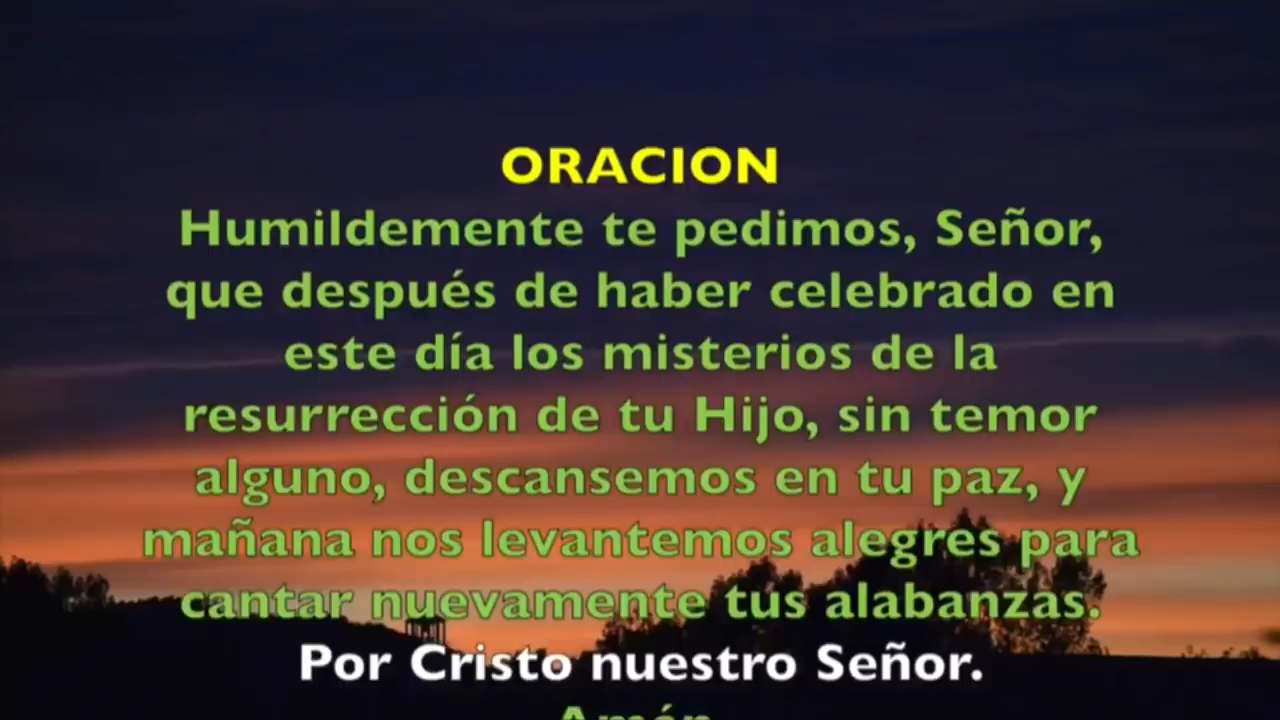 ORACION
Humildemente te pedimos, Señor,
que después de haber celebrado en
este día los misterios de la
resurrección de tu Hijo, sin temor
alguno, descansemos en tu paz, y
mañana nos levantemos alegres para
cantar nuevamente tus alabanzas.
Por Cristo nuestro Señor.
Amén